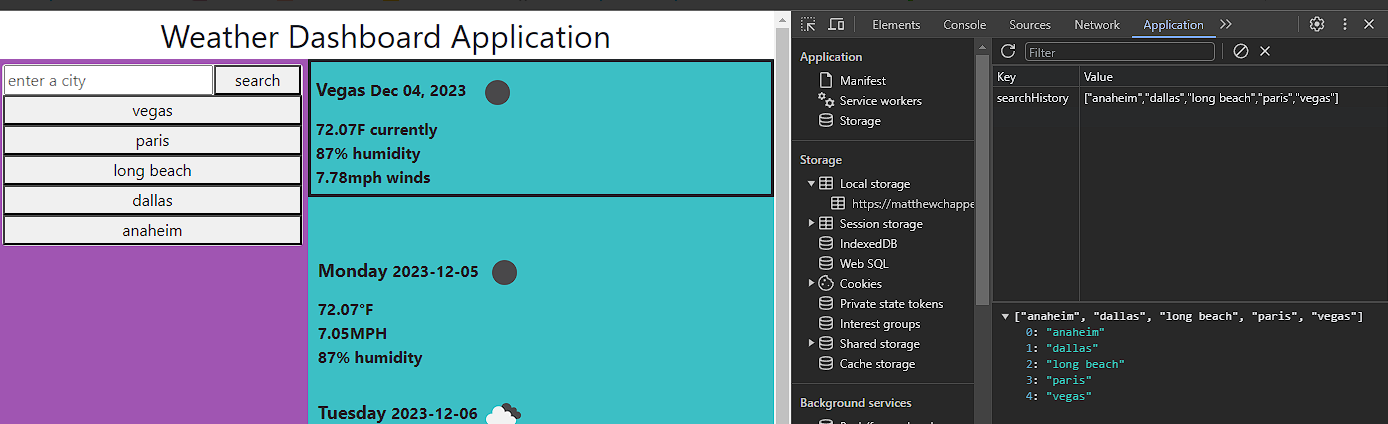 Weather Dashboard Application
enter a city
search
vegas
paris
long beach
dallas
anaheim
Vegas Dec 04, 2023
72.07F currently
87% humidity
7.78mph winds
Monday 2023-12-05
72.07°F
7.05MPH
87% humidity
Tuesday 2023-12-06
Elements Console Sources Network Application
Application
Manifest
Service workers
Storage
Storage
Local storage
https://matthewchappe
Session storage
IndexedDB
Web SQL
Cookies
Private state tokens
Interest groups
Shared storage
Cache storage
Background services
Filter
Key Value
searchHistory ["anaheim","dallas","long beach","paris","vegas"]
["anaheim", "dallas", "long beach", "paris", "vegas"]
0: "anaheim"
1: "dallas"
2: "long beach"
3: "paris"
4: "vegas"